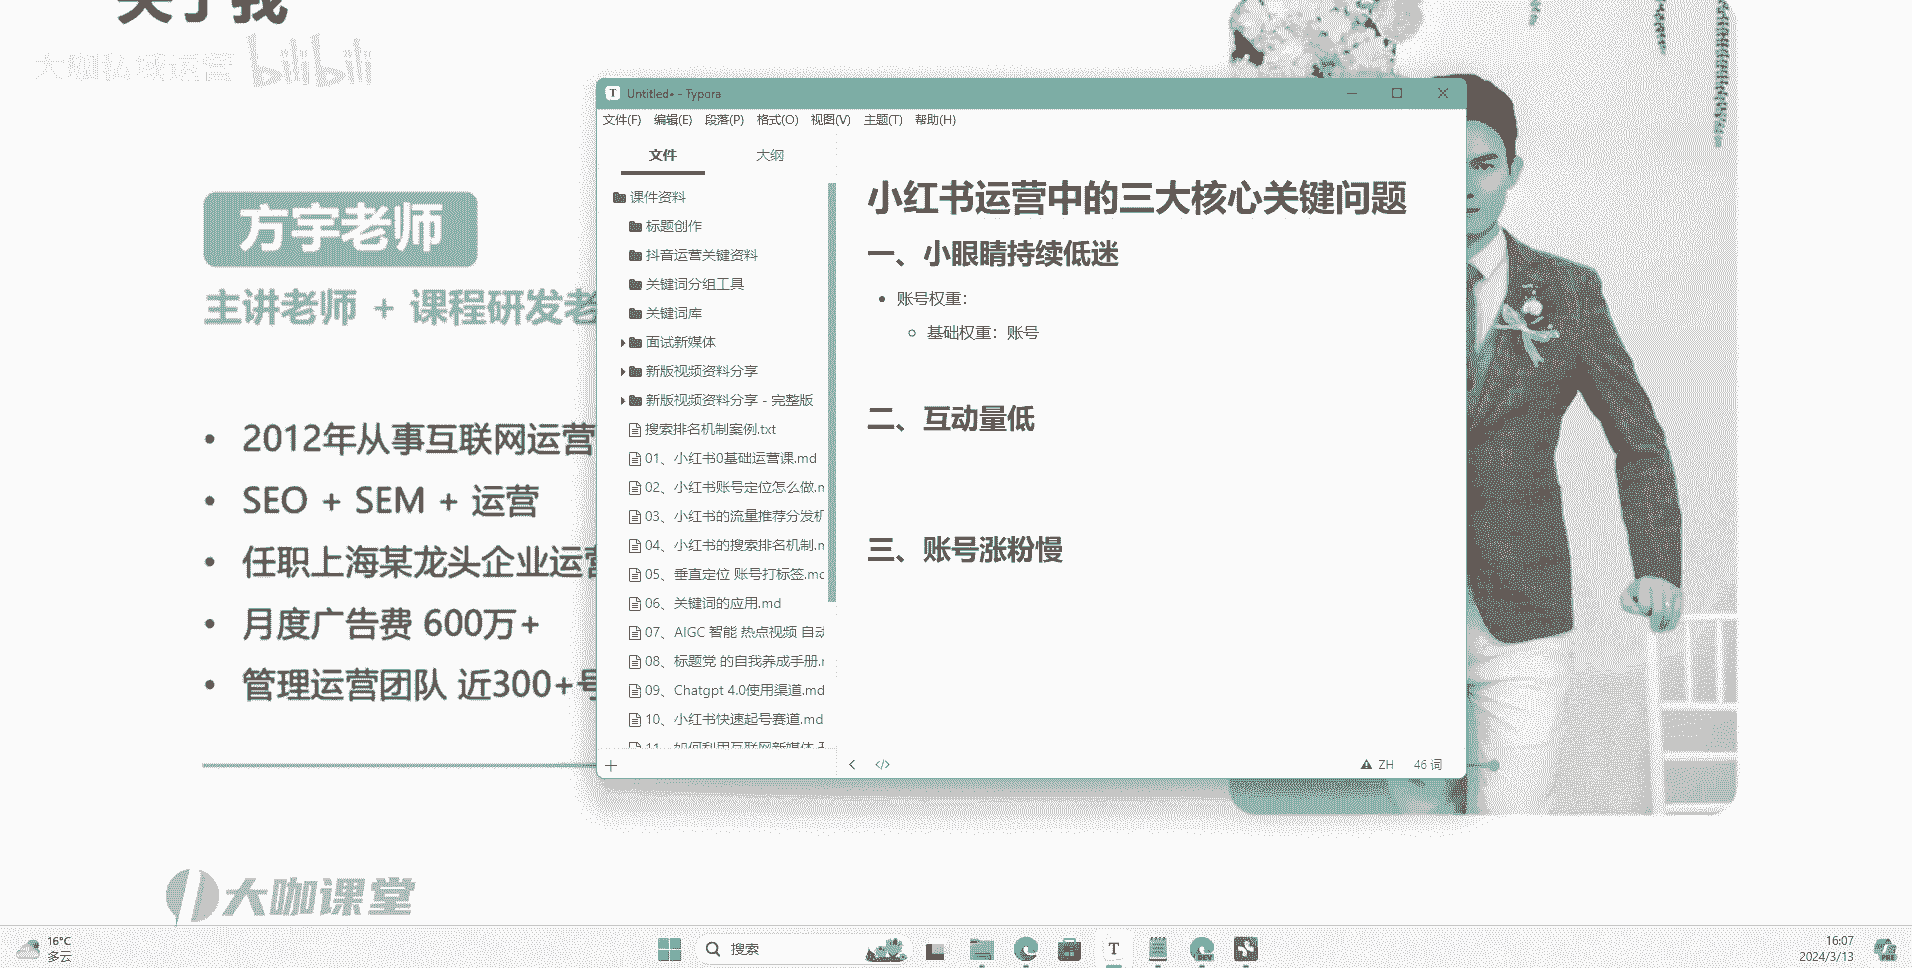 关于我
大咖私域运营 bilibili
方宇老师
主讲老师 + 课程研发老
• 2012年从事互联网运营
• SEO + SEM + 运营
• 任职上海某龙头企业运营
• 月度广告费 600万+
• 管理运营团队 近300+号
大咖课堂
Untitled• - Typora
文件(F) 编辑(E) 段落(P) 格式(O) 视图(V) 主题(T) 帮助(H)
文件 大纲
课件资料
标题创作
抖音运营关键资料
关键词分组工具
关键词库
面试新媒体
新版视频资料分享
新版视频资料分享 - 完整版
搜索排名机制案例.txt
01、小红书0基础运营课.md
02、小红书账号定位怎么做.m
03、小红书的流量推荐分发机
04、小红书的搜索排名机制.m
05、垂直定位 账号打标签.md
06、关键词的应用.md
07、AIGC 智能 热点视频 自动
08、标题党 的自我养成手册.m
09、Chatgpt 4.0使用渠道.md
10、小红书快速起号赛道.md
11、如何利用互联网新媒体
小红书运营中的三大核心关键问题
一、小眼睛持续低迷
• 账号权重：
基础权重：账号
二、互动量低
三、账号涨粉慢
ZH 46 词
16°C
多云
搜索
16:07
2024/3/13